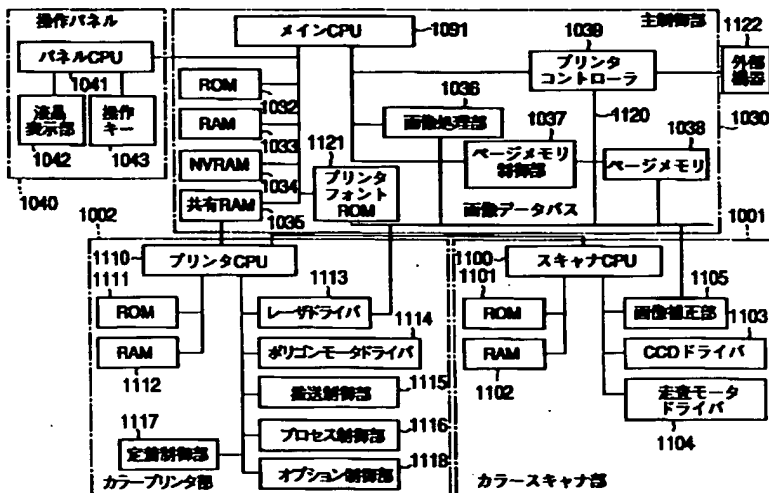 操作パネル
パネルCPU
1041
液晶
表示部
1042
操作
キー
1043
1040
主制御部
メインCPU
1091
ROM
1032
RAM
1033
NVRAM
1034
共有RAM
1035
1121
プリンタ
フォント
ROM
1036
画像処理部
1039
プリンタ
コントローラ
1120
1037
ページメモリ
制御部
1038
ページメモリ
画像データバス
1122
外部
機器
1030
1002
1110
プリンタCPU
1111
ROM
RAM
1112
1113
レーザドライバ
1114
ポリゴンモータドライバ
搬送制御部
1115
プロセス制御部
1116
1117
定着制御部
オプション制御部
1118
カラープリンタ部
1001
1100
スキャナCPU
1101
ROM
RAM
1102
1105
画像補正部
1103
CCDドライバ
走査モータ
ドライバ
1104
カラースキャナ部